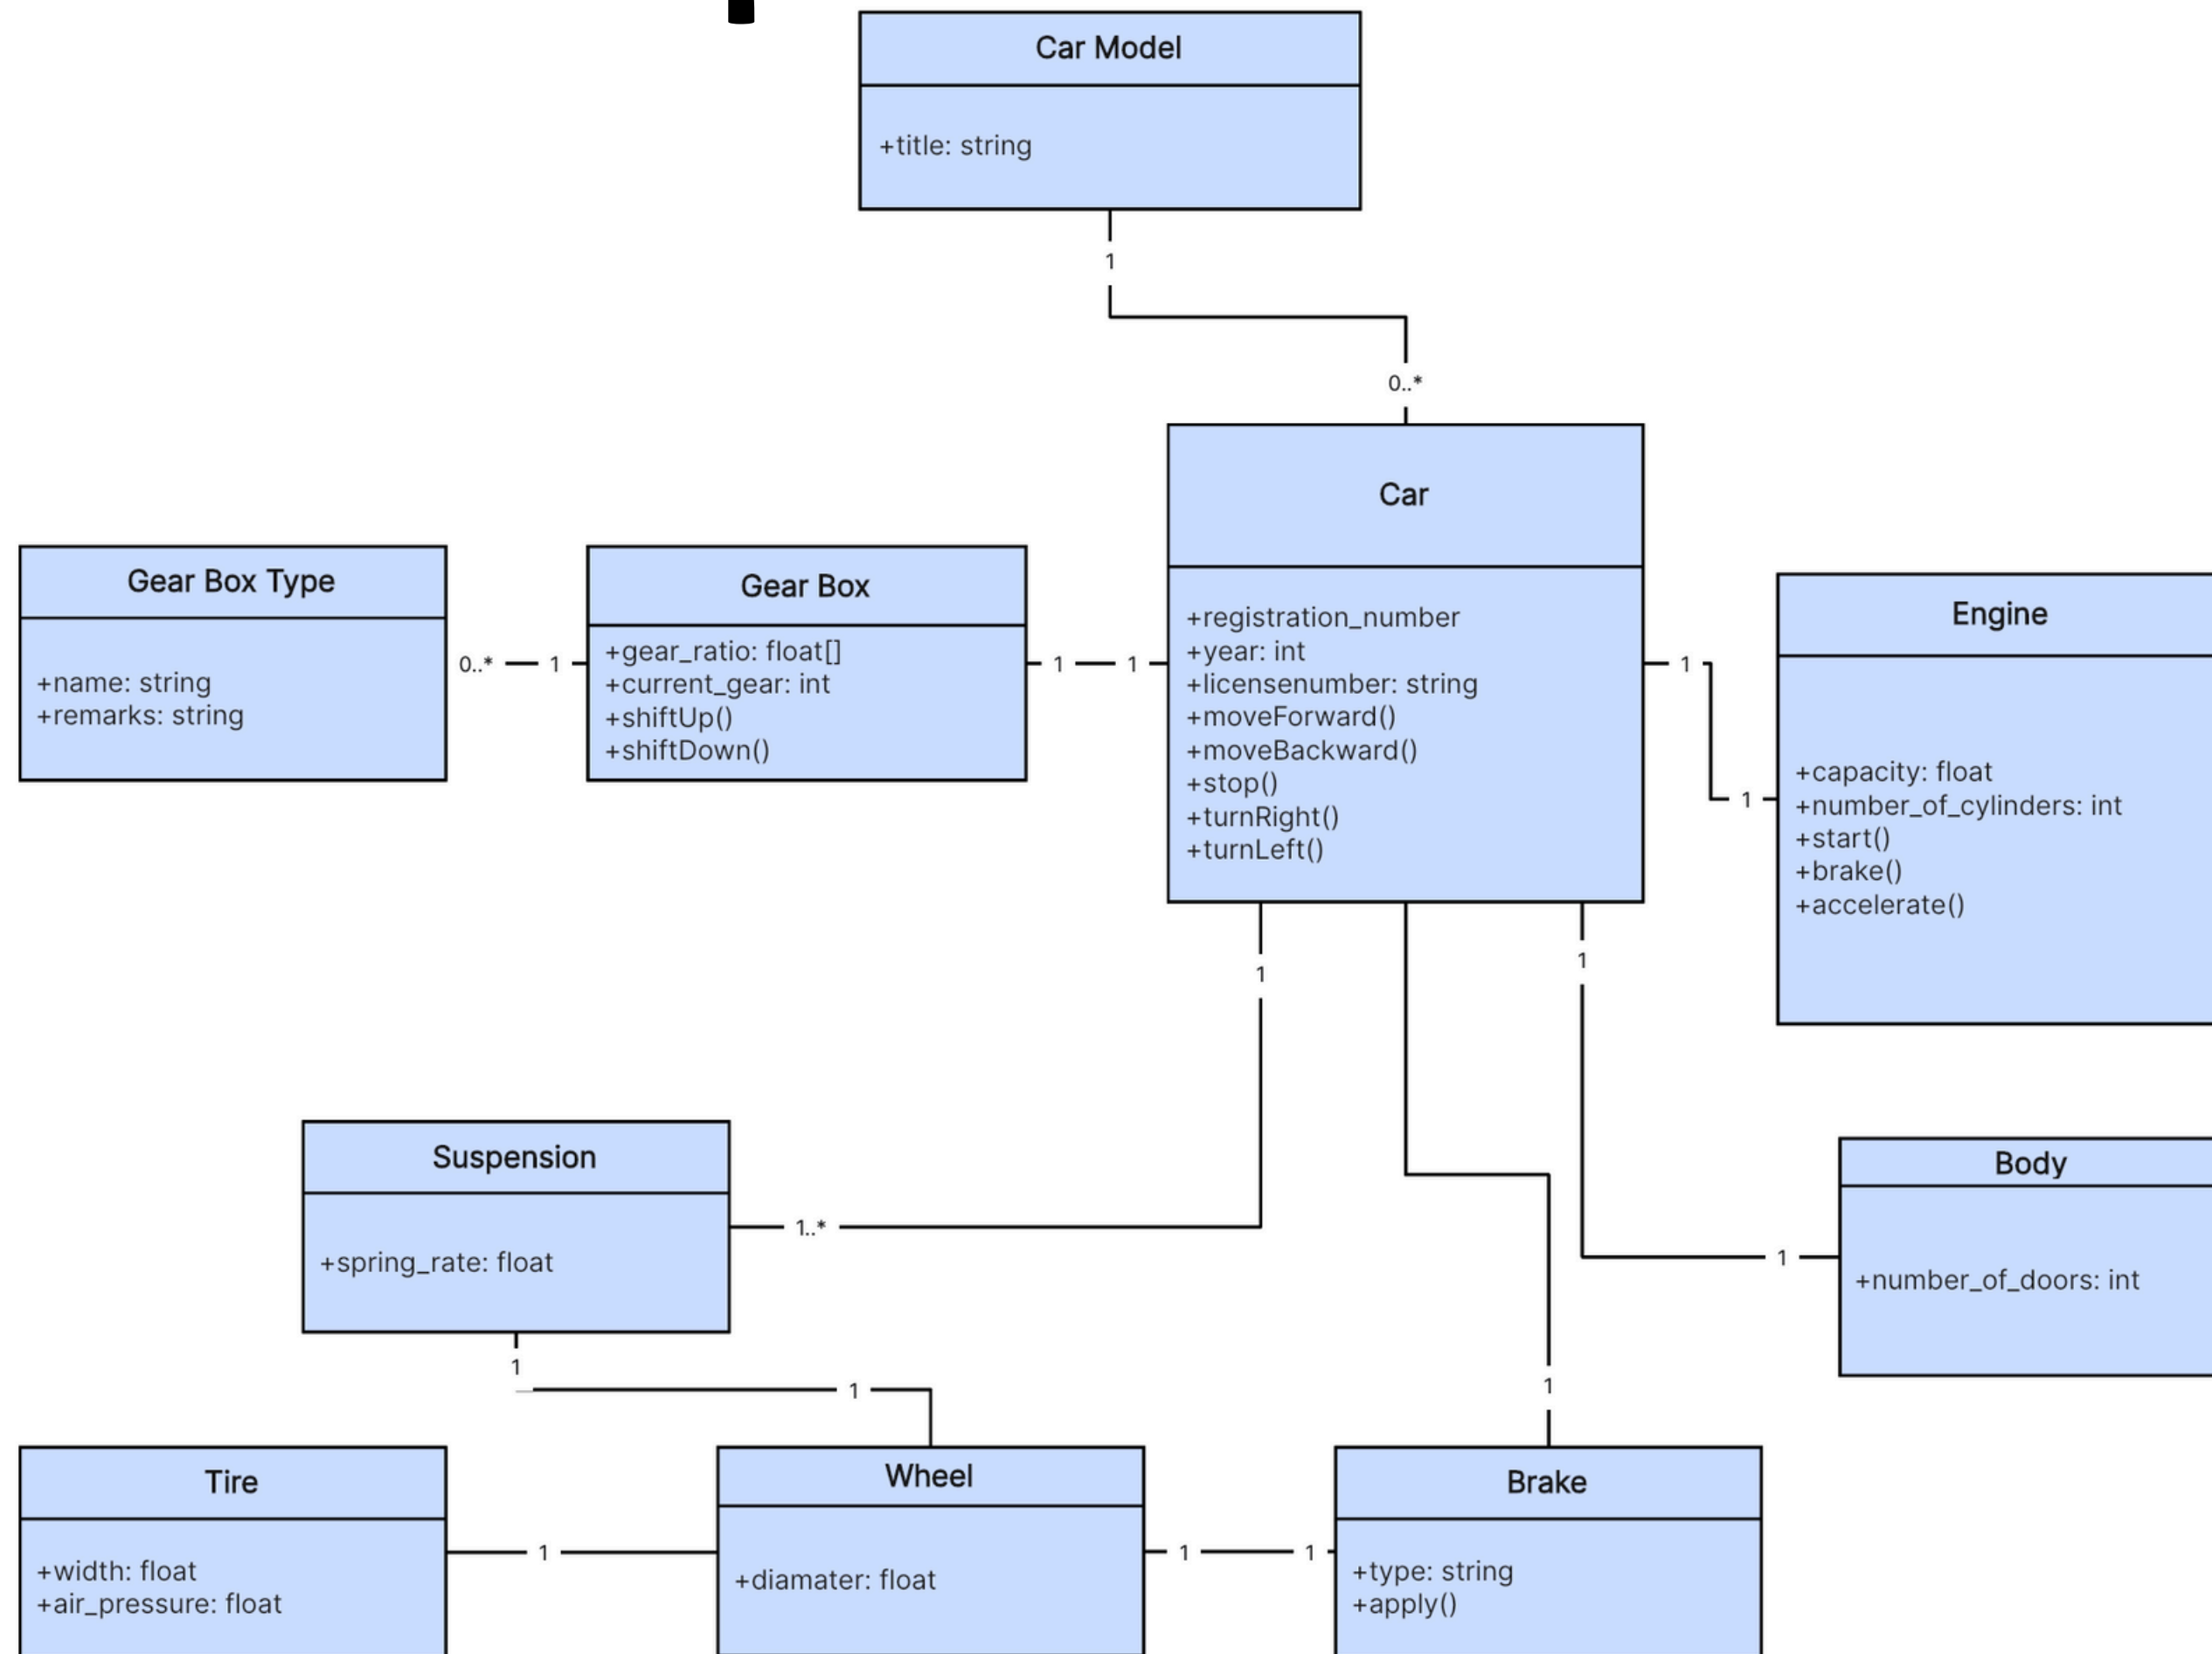 Car Model
+title: string
1
0..*
Car
+registration_number
+year: int
+licensenumber: string
+moveForward()
+moveBackward()
+stop()
+turnRight()
+turnLeft()
Gear Box Type
+name: string
+remarks: string
0..*
1
Gear Box
+gear_ratio: float[]
+current_gear: int
+shiftUp()
+shiftDown()
1
1
1
1
Engine
+capacity: float
+number_of_cylinders: int
+start()
+brake()
+accelerate()
1
1
Suspension
+spring_rate: float
1..*
1
Body
+number_of_doors: int
1
1
1
Tire
+width: float
+air_pressure: float
1
Wheel
+diamater: float
1
1
Brake
+type: string
+apply()